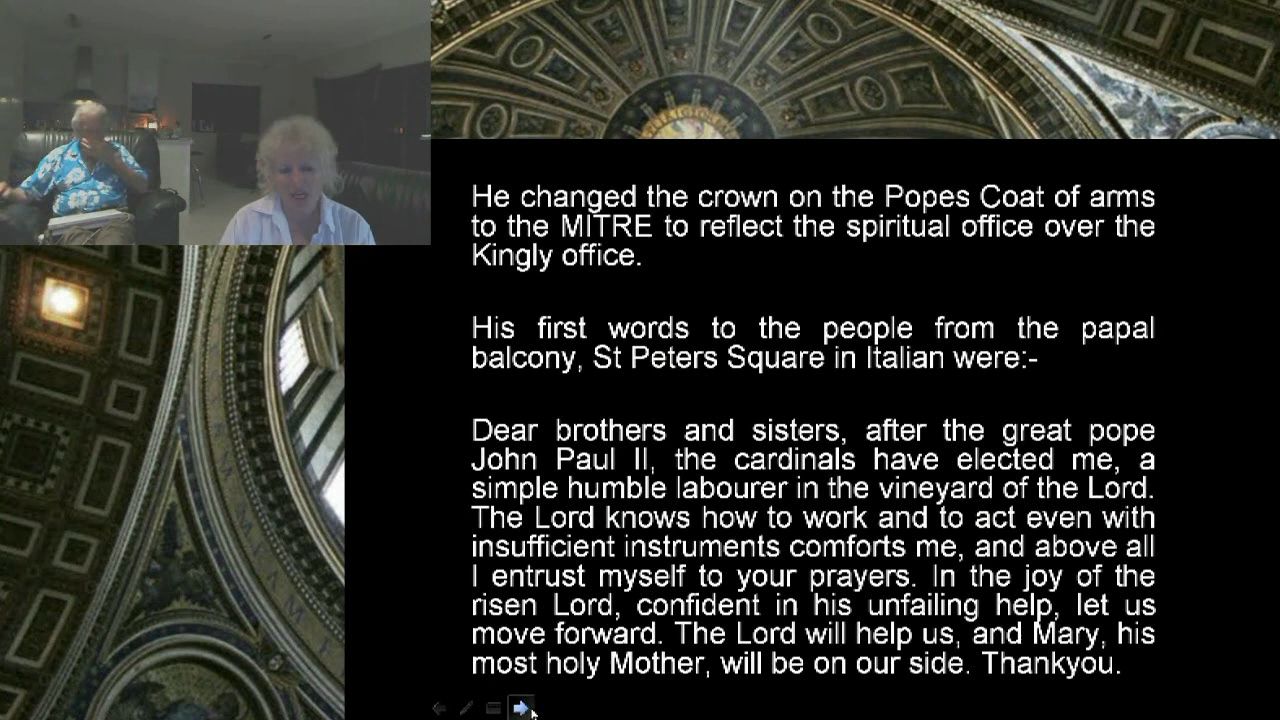 He changed the crown on the Popes Coat of arms
to the MITRE to reflect the spiritual office over the
Kingly office.
His first words to the people from the papal
balcony, St Peters Square in Italian were:-
Dear brothers and sisters, after the great pope
John Paul II, the cardinals have elected me, a
simple humble labourer in the vineyard of the Lord.
The Lord knows how to work and to act even with
insufficient instruments comforts me, and above all
I entrust myself to your prayers. In the joy of the
risen Lord, confident in his unfailing help, let us
move forward. The Lord will help us, and Mary, his
most holy Mother, will be on our side. Thankyou.